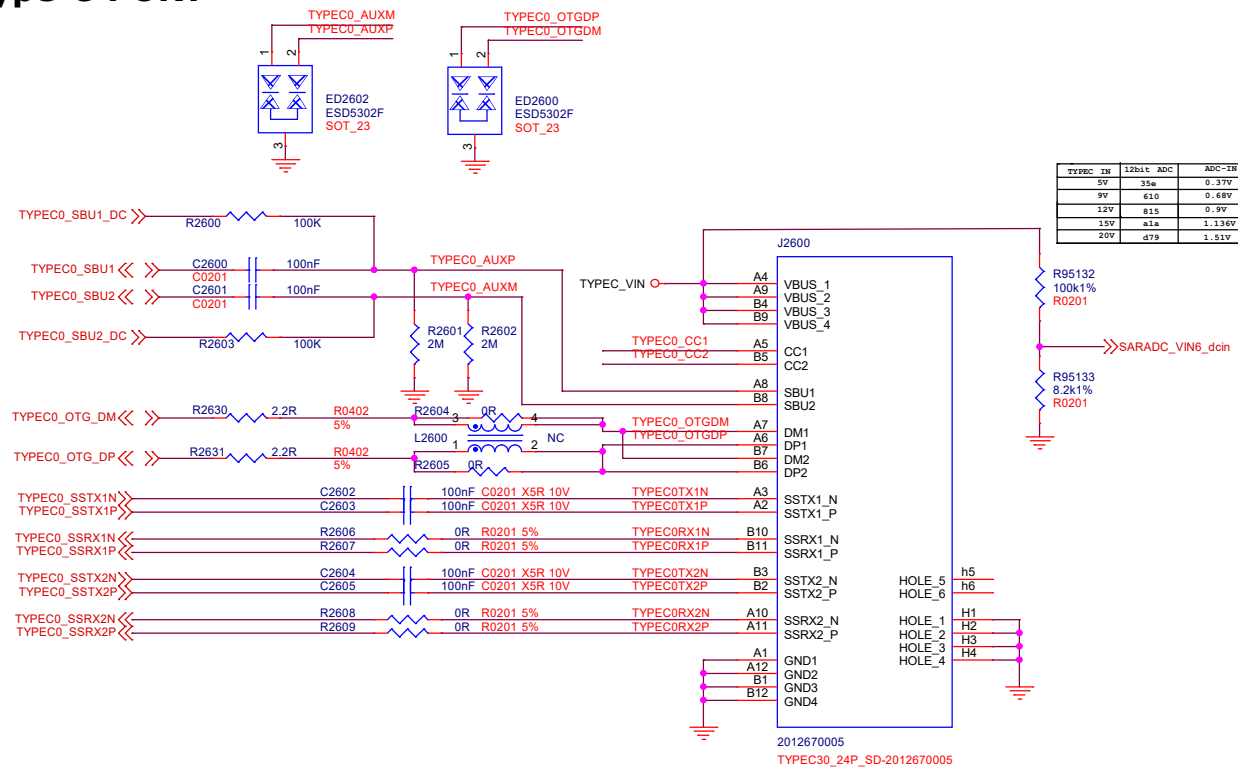 TYPEC0_AUXM
TYPEC0_AUXP
1
2
ED2602
ESD5302F
SOT_23
3
TYPEC0_OTGDP
TYPEC0_OTGDM
1
2
ED2600
ESD5302F
SOT_23
3
TYPEC IN 12bit ADC ADC-IN
5V 35e 0.37V
9V 610 0.68V
12V 815 0.9V
15V a1a 1.136V
20V d79 1.51V
TYPEC0_SBU1_DC
R2600 100K
TYPEC0_SBU1
C2600 100nF
C0201
TYPEC0_AUXP
TYPEC0_SBU2
C2601 100nF
C0201
TYPEC0_AUXM
TYPEC0_SBU2_DC
R2603 100K
R2601
2M
R2602
2M
TYPEC0_OTG_DM
R2630 2.2R R0402
5%
R2604 0R
3 4
L2600 1 2 NC
TYPEC0_OTG_DP
R2631 2.2R R0402
5%
R2605 0R
TYPEC0_OTGDM
TYPEC0_OTGDP
TYPEC0_SSTX1N
C2602 100nF C0201 X5R 10V TYPEC0TX1N
TYPEC0_SSTX1P
C2603 100nF C0201 X5R 10V TYPEC0TX1P
TYPEC0_SSRX1N
R2606 0R R0201 5% TYPEC0RX1N
TYPEC0_SSRX1P
R2607 0R R0201 5% TYPEC0RX1P
TYPEC0_SSTX2N
C2604 100nF C0201 X5R 10V TYPEC0TX2N
TYPEC0_SSTX2P
C2605 100nF C0201 X5R 10V TYPEC0TX2P
TYPEC0_SSRX2N
R2608 0R R0201 5% TYPEC0RX2N
TYPEC0_SSRX2P
R2609 0R R0201 5% TYPEC0RX2P
TYPEC_VIN
TYPEC0_CC1
TYPEC0_CC2
J2600
A4 VBUS_1
A9 VBUS_2
B4 VBUS_3
B9 VBUS_4
A5 CC1
B5 CC2
A8 SBU1
B8 SBU2
A7 DM1
A6 DP1
B7 DM2
B6 DP2
A3 SSTX1_N
A2 SSTX1_P
B10 SSRX1_N
B11 SSRX1_P
B3 SSTX2_N
B2 SSTX2_P
A10 SSRX2_N
A11 SSRX2_P
A1 GND1
A12 GND2
B1 GND3
B12 GND4
HOLE_5 h5
HOLE_6 h6
HOLE_1 H1
HOLE_2 H2
HOLE_3 H3
HOLE_4 H4
2012670005
TYPEC30_24P_SD-2012670005
R95132
100k1%
R0201
SARADC_VIN6_dcin
R95133
8.2k1%
R0201